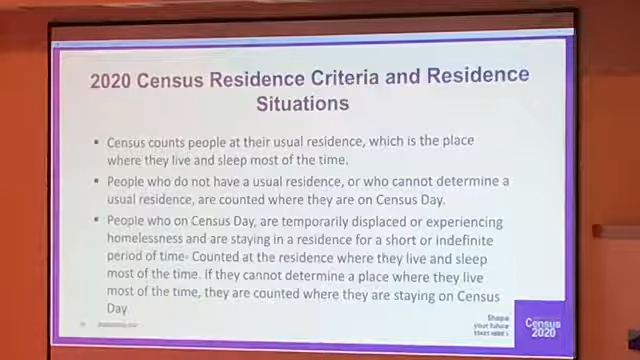 2020 Census Residence Criteria and Residence
Situations
▪ Census counts people at their usual residence, which is the place
where they live and sleep most of the time.
▪ People who do not have a usual residence, or who cannot determine a
usual residence, are counted where they are on Census Day.
▪ People who on Census Day, are temporarily displaced or experiencing
homelessness and are staying in a residence for a short or indefinite
period of time- Counted at the residence where they live and sleep
most of the time. If they cannot determine a place where they live
most of the time, they are counted where they are staying on Census
Day.
Shape
your future
START HERE >
Census
2020